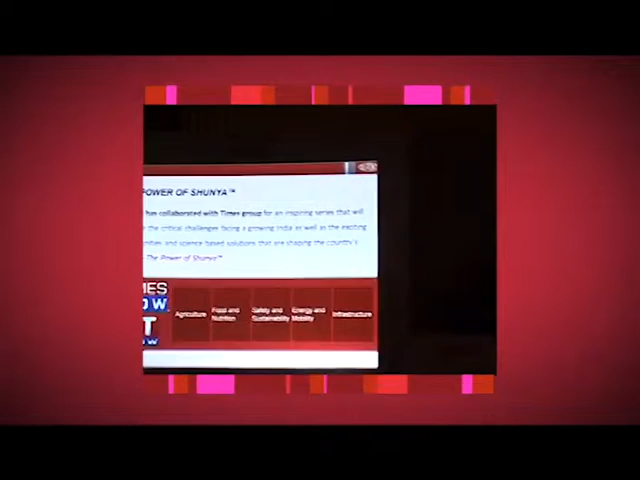 POWER OF SHUNYA™
has collaborated with Times group for an inspiring series that will
the critical challenges facing a growing India as well as the exciting
and science based solutions that are shaping the country's
The Power of Shunya™
Agriculture
Food and
Nutrition
Safety and
Sustainability
Energy and
Mobility
Infrastructure